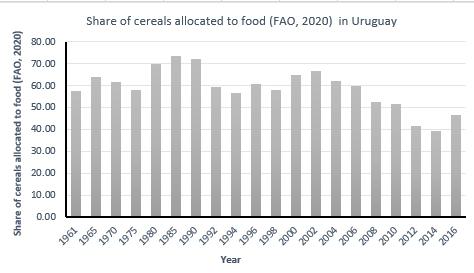 Share of cereals allocated to food (FAO, 2020) in Uruguay
Share of cereals allocated to food (FAO, 2020)
80.00
70.00
60.00
50.00
40.00
30.00
20.00
10.00
0.00
1961 1965 1970 1975 1980 1985 1990 1992 1994 1996 1998 2000 2002 2004 2006 2008 2010 2012 2014 2016
Year